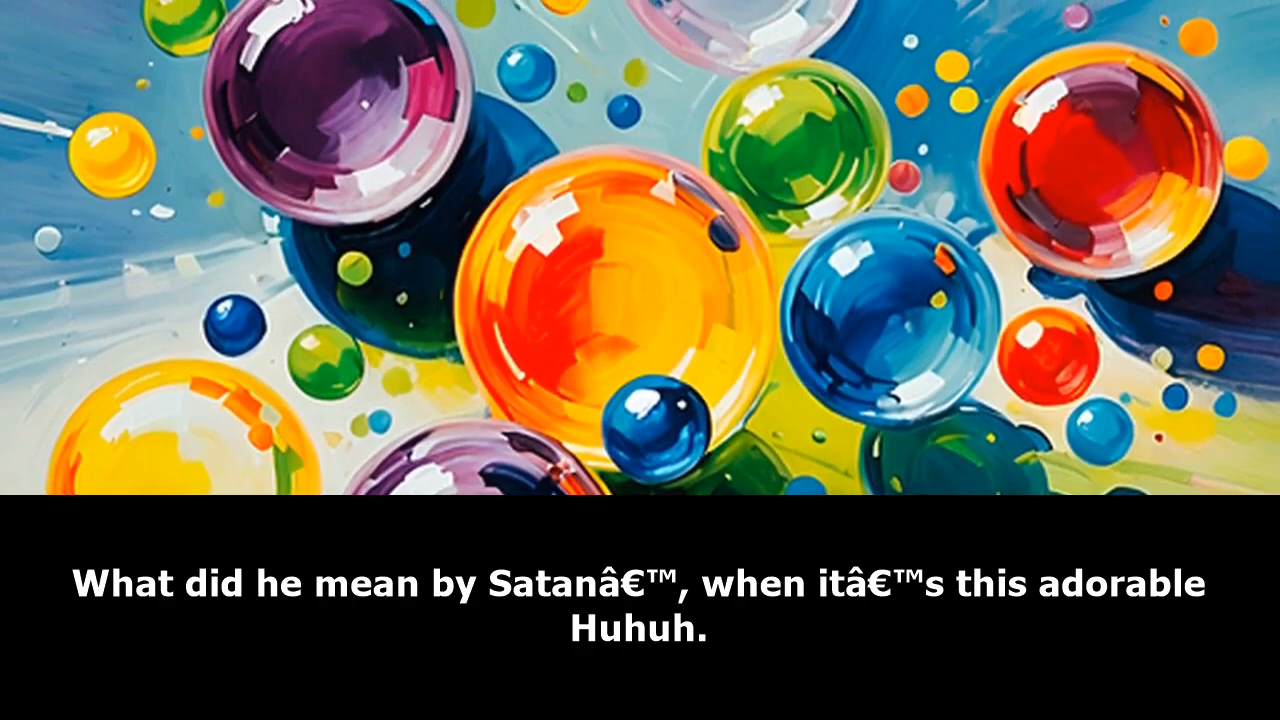 What did he mean by Satanâ€™, when itâ€™s this adorable
Huhuh.